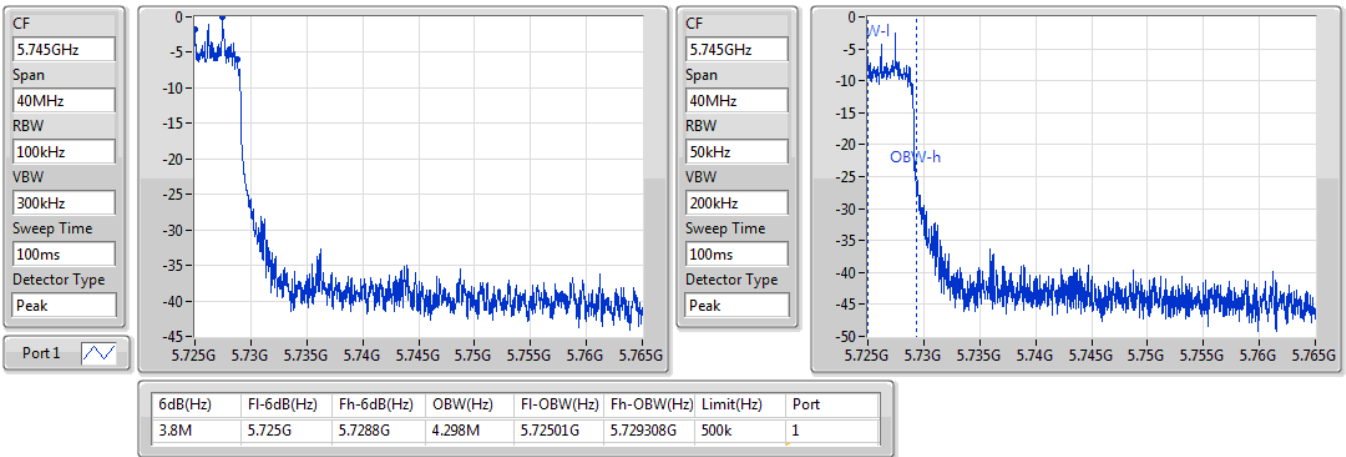 CF
5.745GHz
Span
40MHz
RBW
100kHz
VBW
300kHz
Sweep Time
100ms
Detector Type
Peak
Port 1
0-
-5-
-10-
-15-
-20-
-25-
-30-
-35-
-40-
-45-
5.725G 5.73G 5.735G 5.74G 5.745G 5.75G 5.755G 5.76G 5.765G
CF
5.745GHz
Span
40MHz
RBW
50kHz
VBW
200kHz
Sweep Time
100ms
Detector Type
Peak
0-
-5-
-10-
-15-
-20-
-25-
-30-
-35-
-40-
-45-
-50-
W-l
OBW-h
5.725G 5.73G 5.735G 5.74G 5.745G 5.75G 5.755G 5.76G 5.765G
6dB(Hz) Fl-6dB(Hz) Fh-6dB(Hz) OBW(Hz) Fl-OBW(Hz) Fh-OBW(Hz) Limit(Hz) Port
3.8M 5.725G 5.7288G 4.298M 5.72501G 5.729308G 500k 1